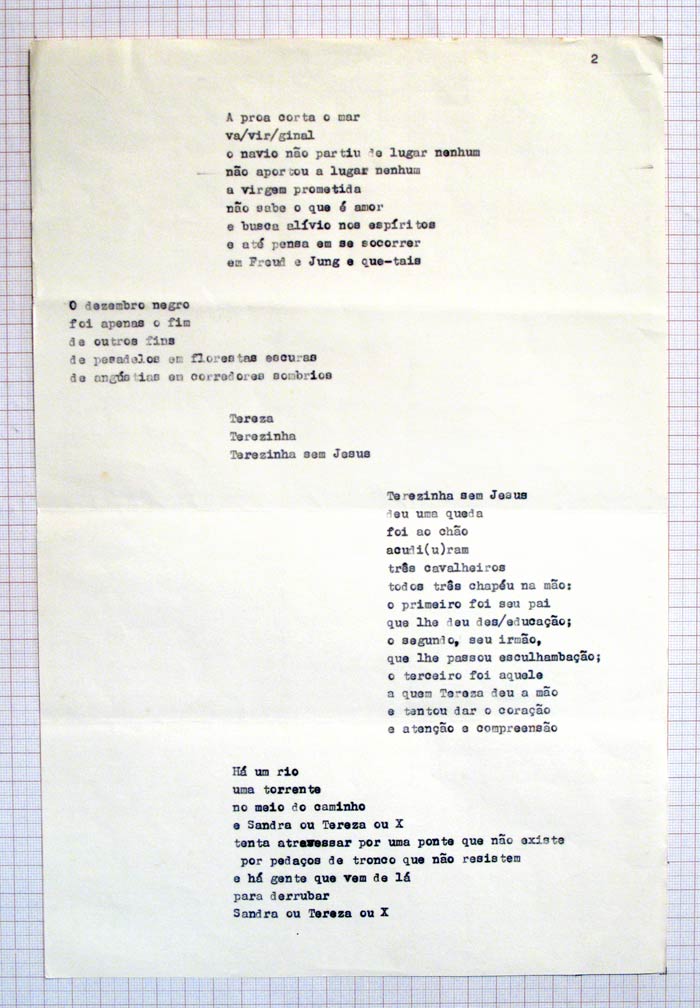 2
A proa corta o mar
va/vir/ginal
o navio não partiu de lugar nenhum
não aportou a lugar nenhum
a virgem prometida
não sabe o que é amor
e busca alívio nos espíritos
e até pensa em se socorrer
em Freud e Jung e que-tais
O dezembro negro
foi apenas o fim
de outros fins
de pesadelos em florestas escuras
de angústias em corredores sombrios
Tereza
Terezinha
Terezinha sem Jesus
Terezinha sem Jesus
deu uma queda
foi ao chão
acudi(u)ram
três cavalheiros
todos três chapéu na mão:
o primeiro foi seu pai
que lhe deu des/educação;
o segundo, seu irmão,
que lhe passou esculhambação;
o terceiro foi aquele
a quem Tereza deu a mão
e tentou dar o coração
e atenção e compreensão
Há um rio
uma torrente
no meio do caminho
e Sandra ou Tereza ou X
tenta atravessar por uma ponte que não existe
por pedaços de tronco que não resistem
e há gente que vem de lá
para derrubar
Sandra ou Tereza ou X